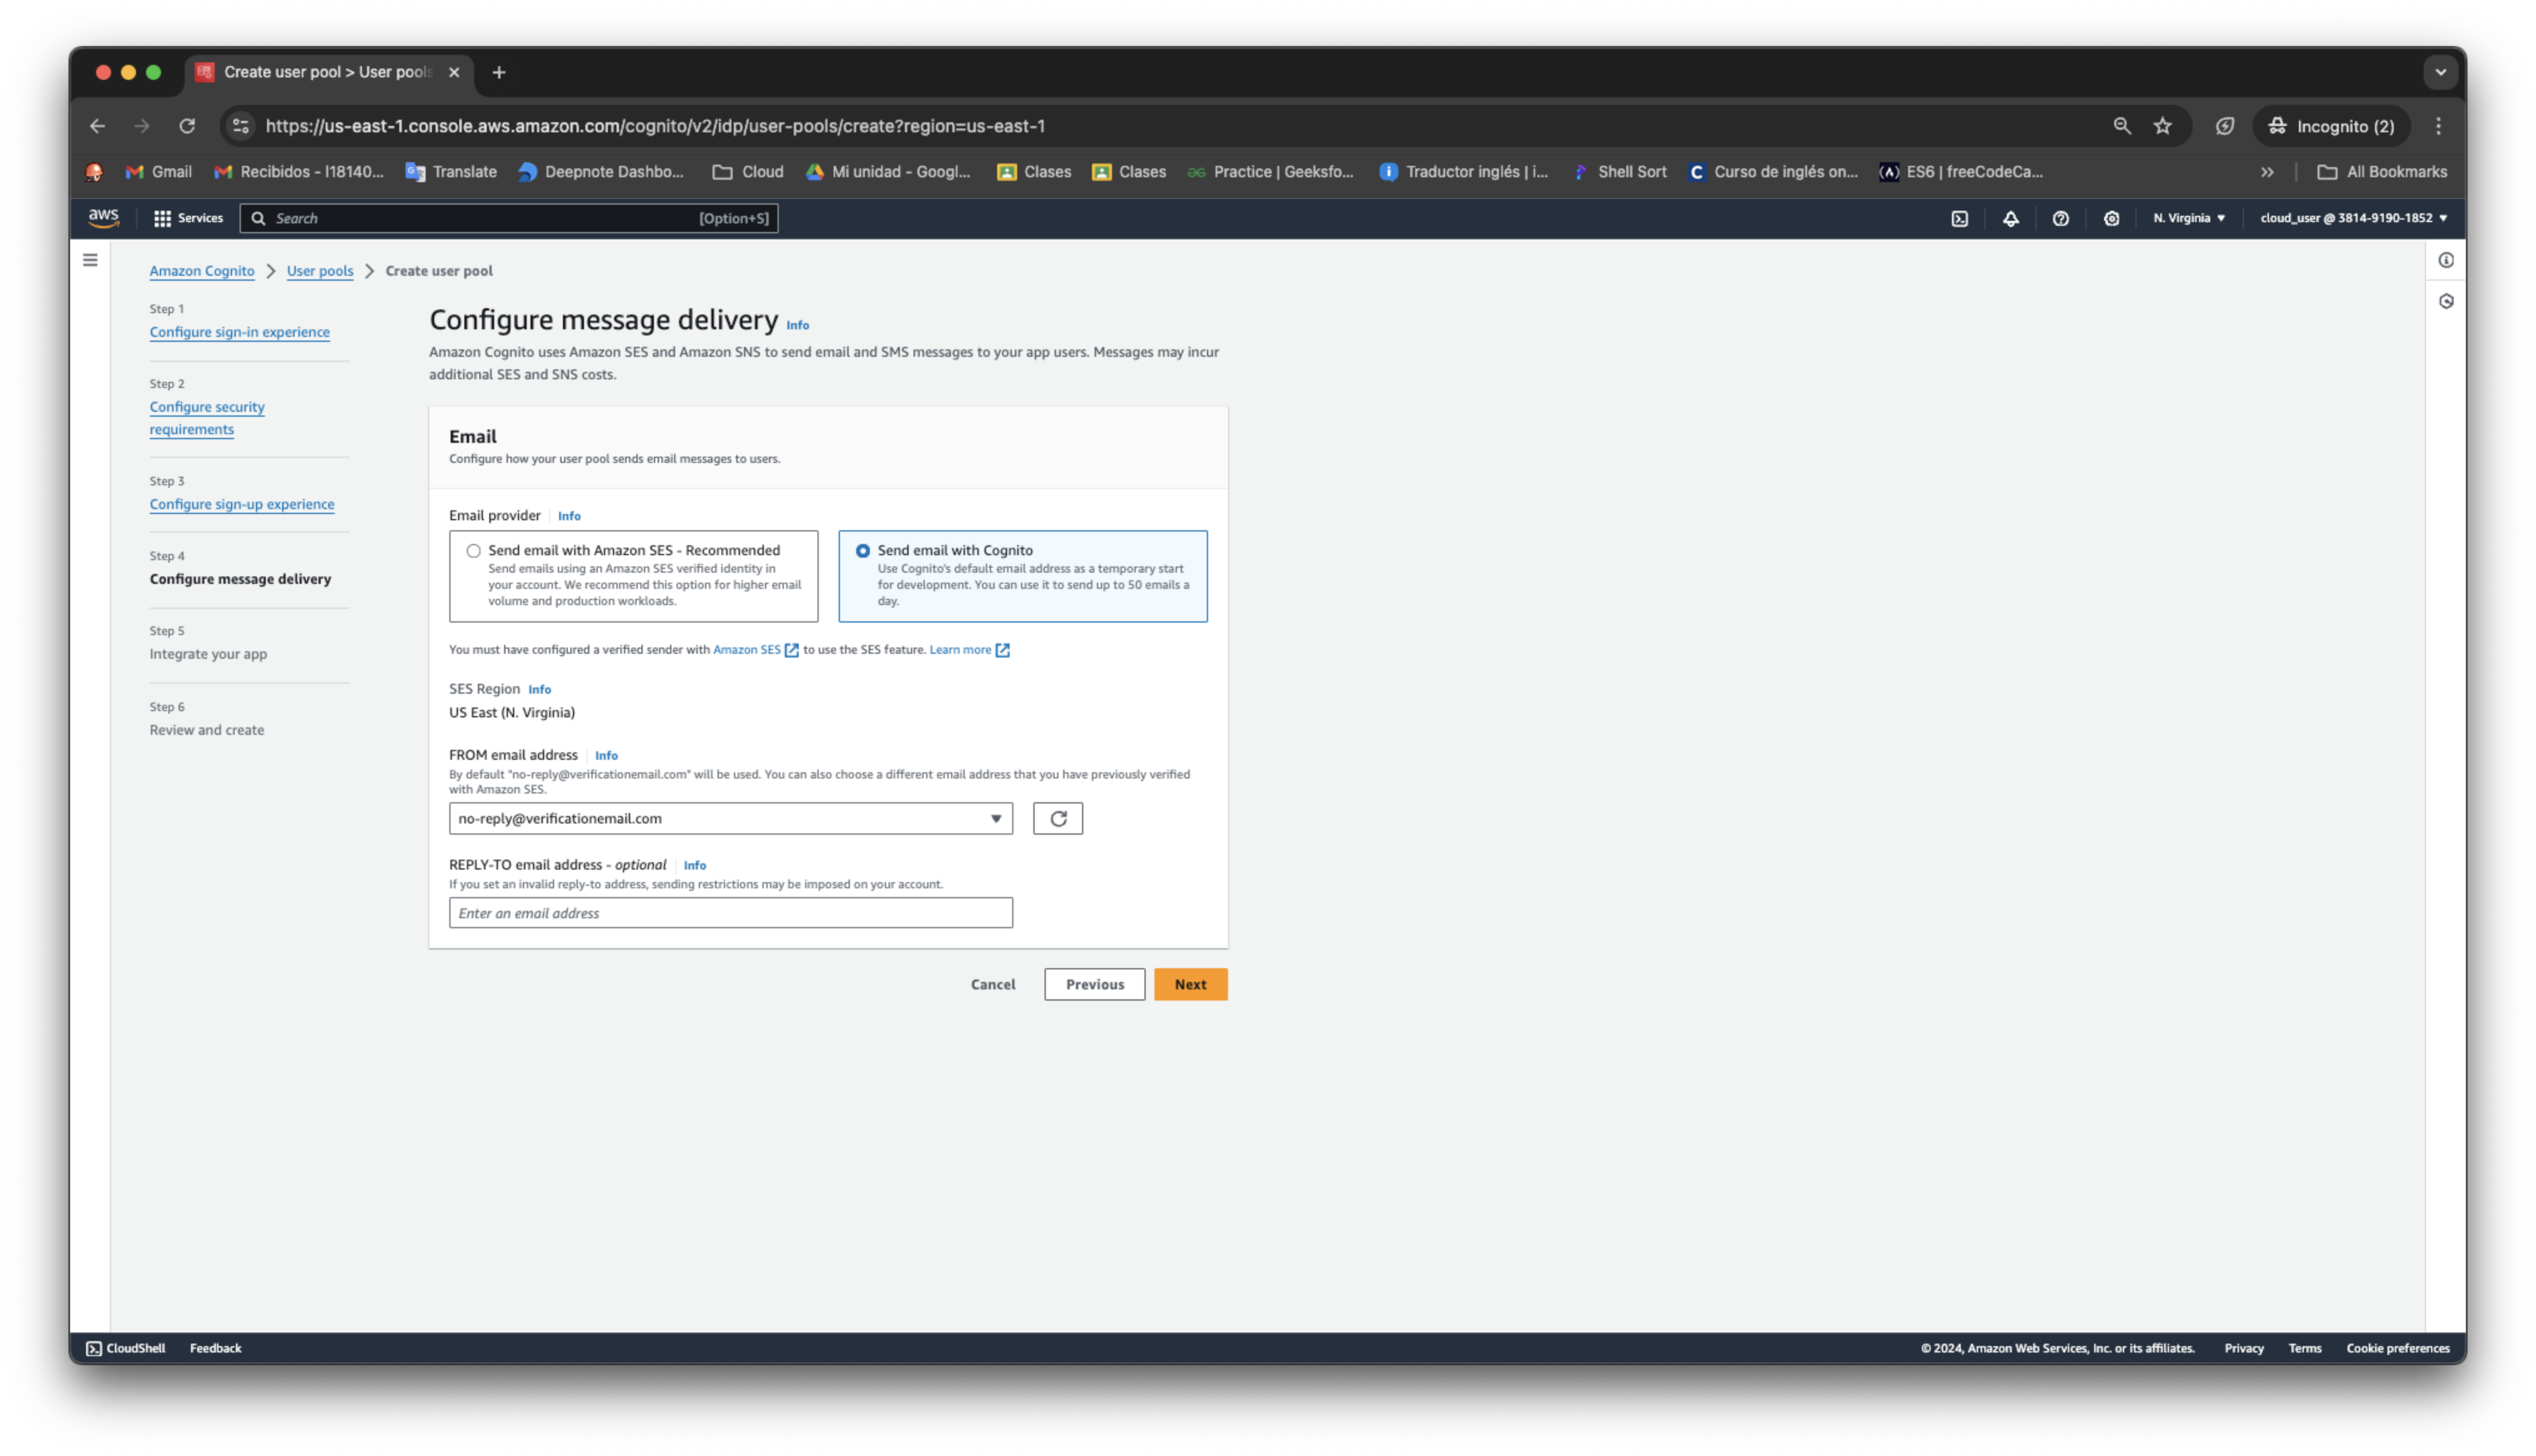 Create user pool > User pools
https://us-east-1.console.aws.amazon.com/cognito/v2/idp/user-pools/create?region=us-east-1
Incognito (2)
Gmail
Recibidos - l18140...
Translate
Deepnote Dashbo...
Cloud
Mi unidad - Googl...
Clases
Clases
Practice | Geeksfo...
Traductor inglés | i...
Shell Sort
Curso de inglés on...
ES6 | freeCodeCa...
»
All Bookmarks
aws
Services
Search
[Option+S]
N. Virginia
cloud_user @ 3814-9190-1852
Amazon Cognito > User pools > Create user pool
Step 1
Configure sign-in experience
Step 2
Configure security
requirements
Step 3
Configure sign-up experience
Step 4
Configure message delivery
Step 5
Integrate your app
Step 6
Review and create
Configure message delivery Info
Amazon Cognito uses Amazon SES and Amazon SNS to send email and SMS messages to your app users. Messages may incur
additional SES and SNS costs.
Email
Configure how your user pool sends email messages to users.
Email provider Info
Send email with Amazon SES - Recommended
Send emails using an Amazon SES verified identity in
your account. We recommend this option for higher email
volume and production workloads.
Send email with Cognito
Use Cognito's default email address as a temporary start
for development. You can use it to send up to 50 emails a
day.
You must have configured a verified sender with Amazon SES to use the SES feature. Learn more
SES Region Info
US East (N. Virginia)
FROM email address Info
By default "no-reply@verificationemail.com" will be used. You can also choose a different email address that you have previously verified
with Amazon SES.
no-reply@verificationemail.com
REPLY-TO email address - optional Info
If you set an invalid reply-to address, sending restrictions may be imposed on your account.
Enter an email address
Cancel
Previous
Next
CloudShell
Feedback
© 2024, Amazon Web Services, Inc. or its affiliates.
Privacy
Terms
Cookie preferences